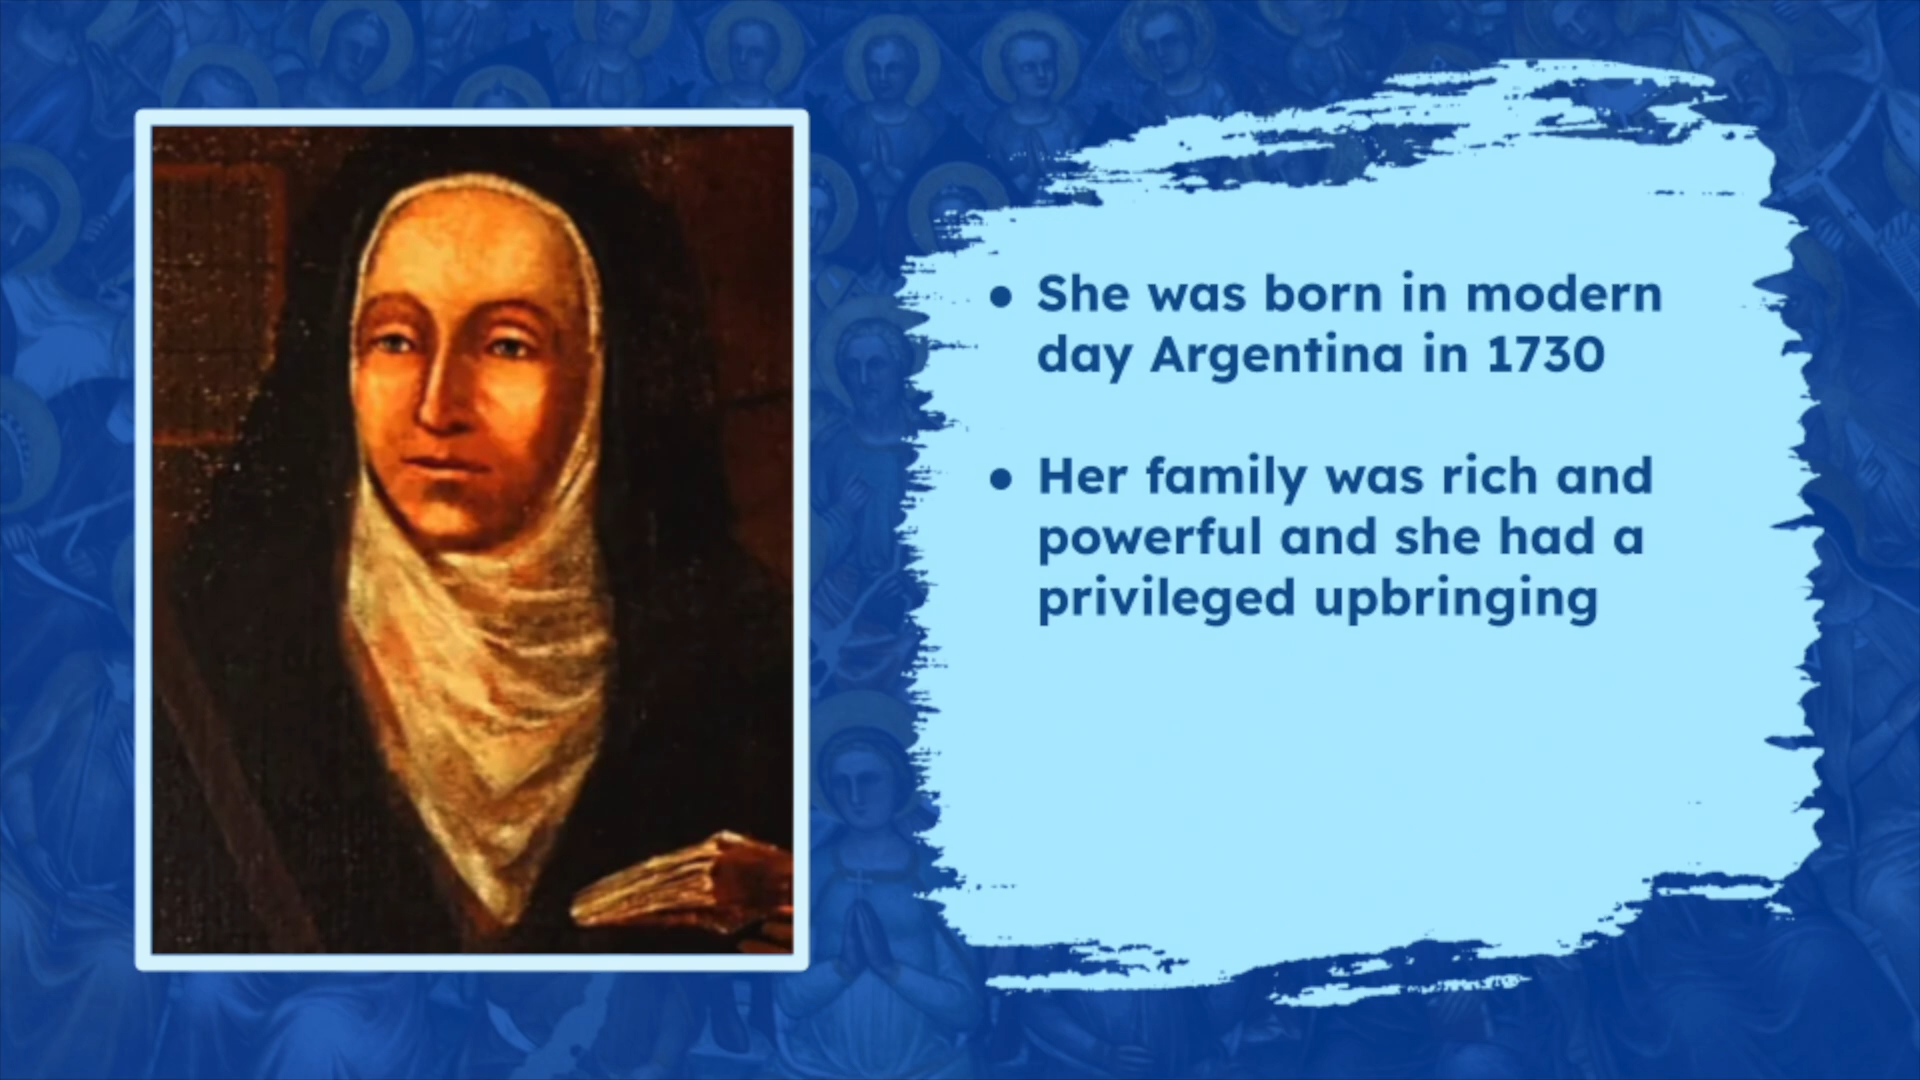 • She was born in modern
day Argentina in 1730
• Her family was rich and
powerful and she had a
privileged upbringing